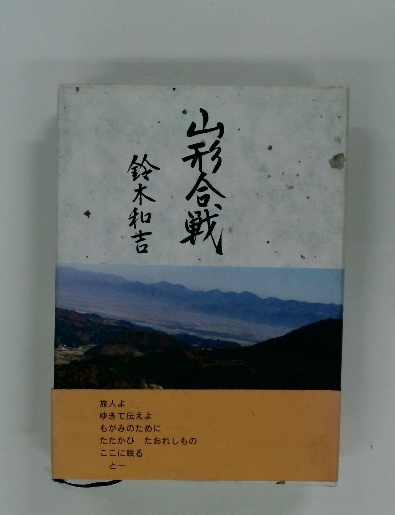 山形合戦
鈴木和吉
旅人よ
ゆきて伝えよ
もがみのために
たたかひ　たおれしもの
ここに眠る
と―